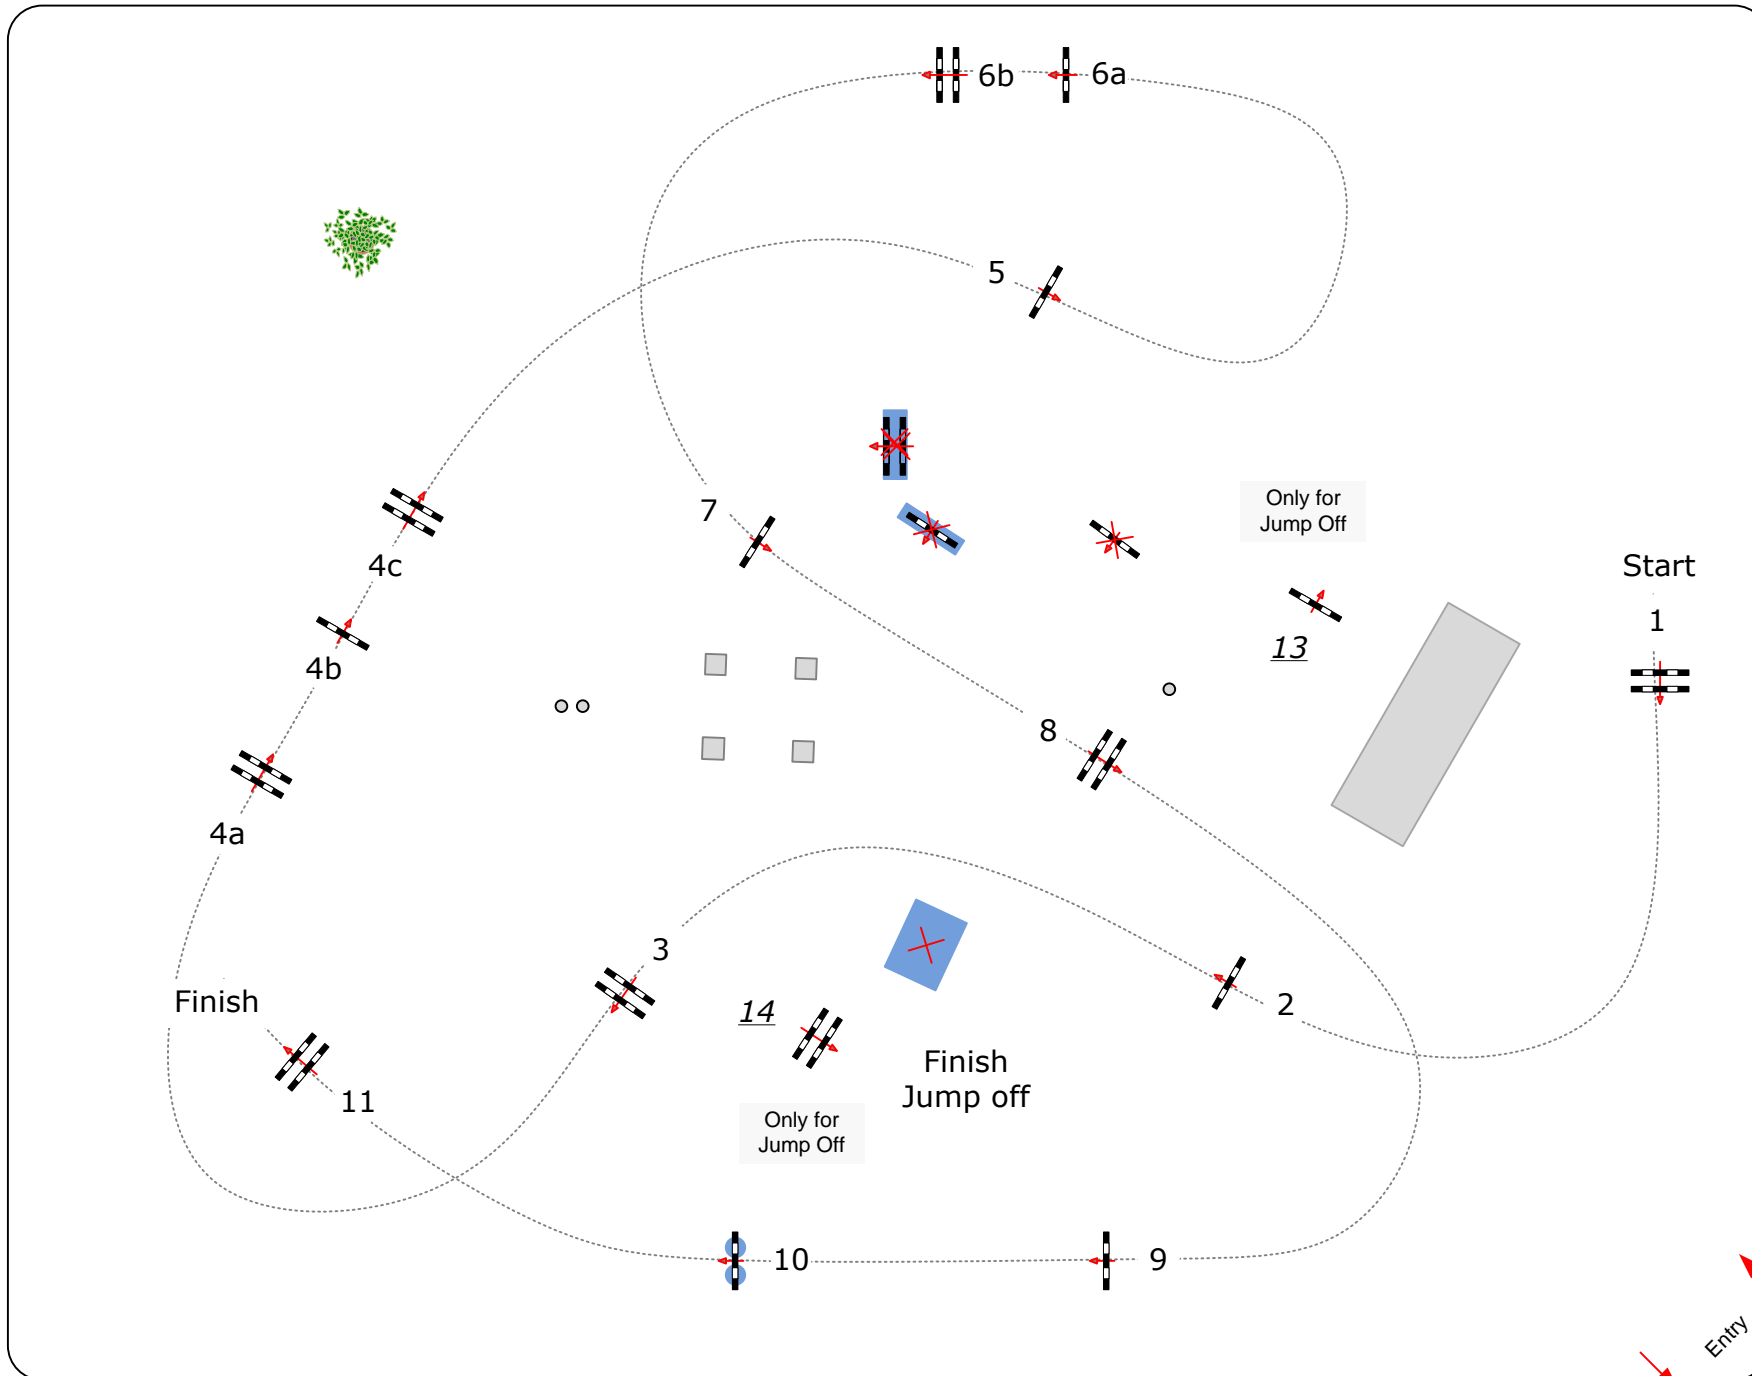 6b
6a
5
7
Only for
Jump Off
4c
Start
1
13
4b
8
4a
3
2
Finish
14
Finish
Jump off
11
Only for
Jump Off
10
9
Entry